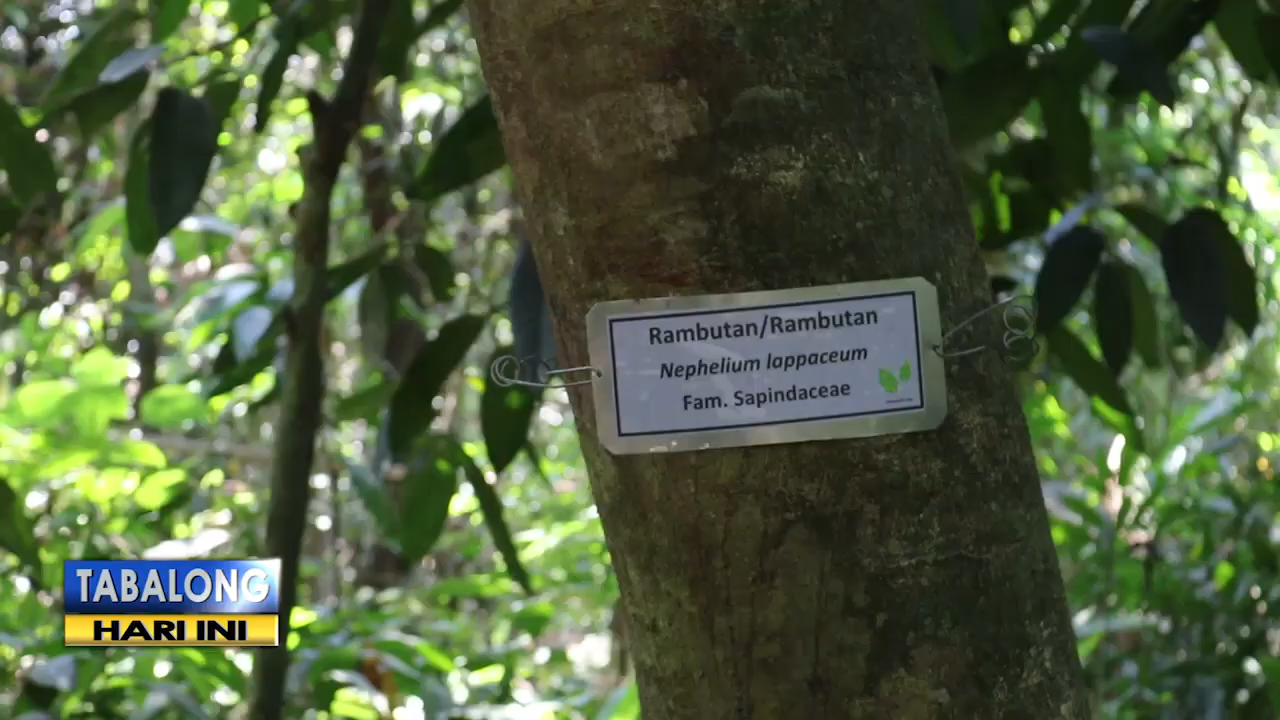 Rambutan/Rambutan
Nephelium lappaceum
Fam. Sapindaceae
TABALONG
HARI INI